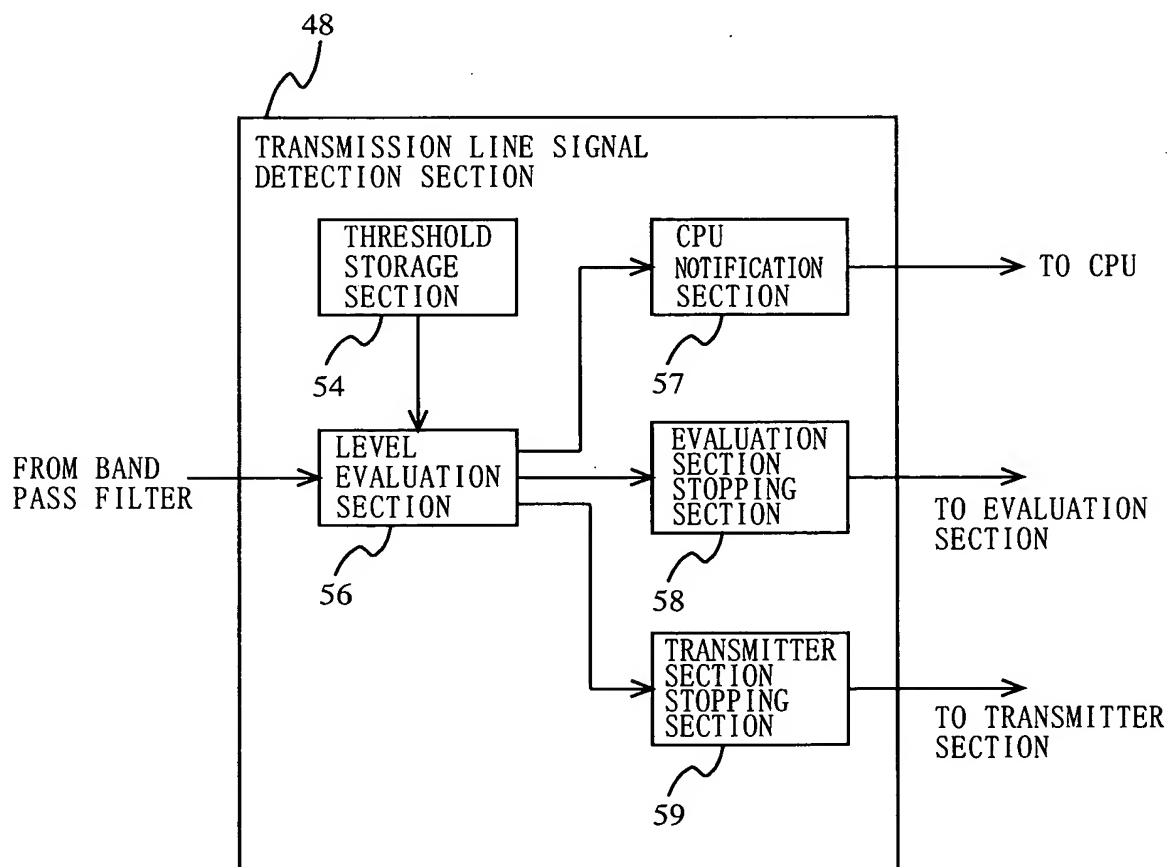 48
TRANSMISSION LINE SIGNAL
DETECTION SECTION
THRESHOLD
STORAGE
SECTION
54
CPU
NOTIFICATION
SECTION
57
TO CPU
FROM BAND
PASS FILTER
LEVEL
EVALUATION
SECTION
56
EVALUATION
SECTION
STOPPING
SECTION
58
TO EVALUATION
SECTION
TRANSMITTER
SECTION
STOPPING
SECTION
59
TO TRANSMITTER
SECTION